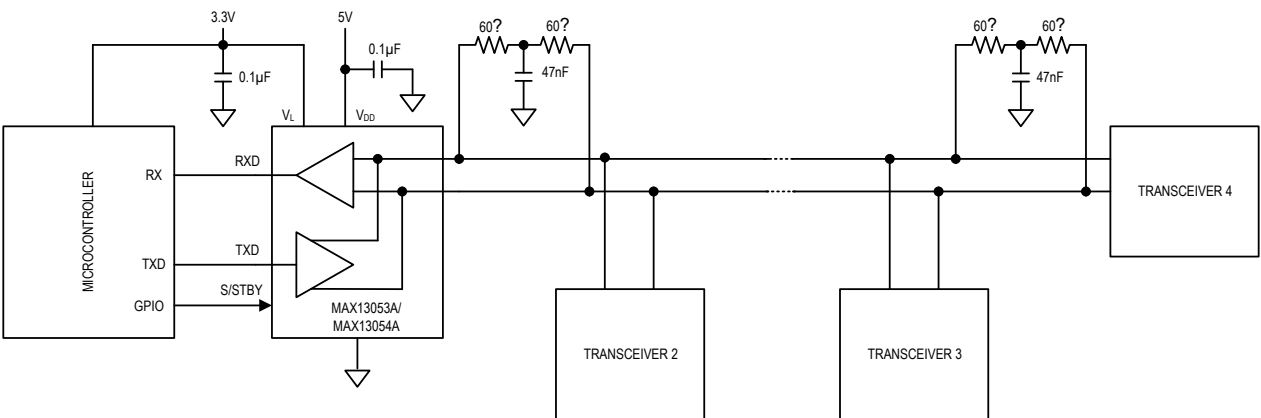 3.3V
5V
0.1µF
0.1µF
60?
60?
47nF
60?
60?
47nF
VL
VDD
MICROCONTROLLER
RX
RXD
TXD
TXD
GPIO
S/STBY
MAX13053A/
MAX13054A
TRANSCEIVER 2
TRANSCEIVER 3
TRANSCEIVER 4